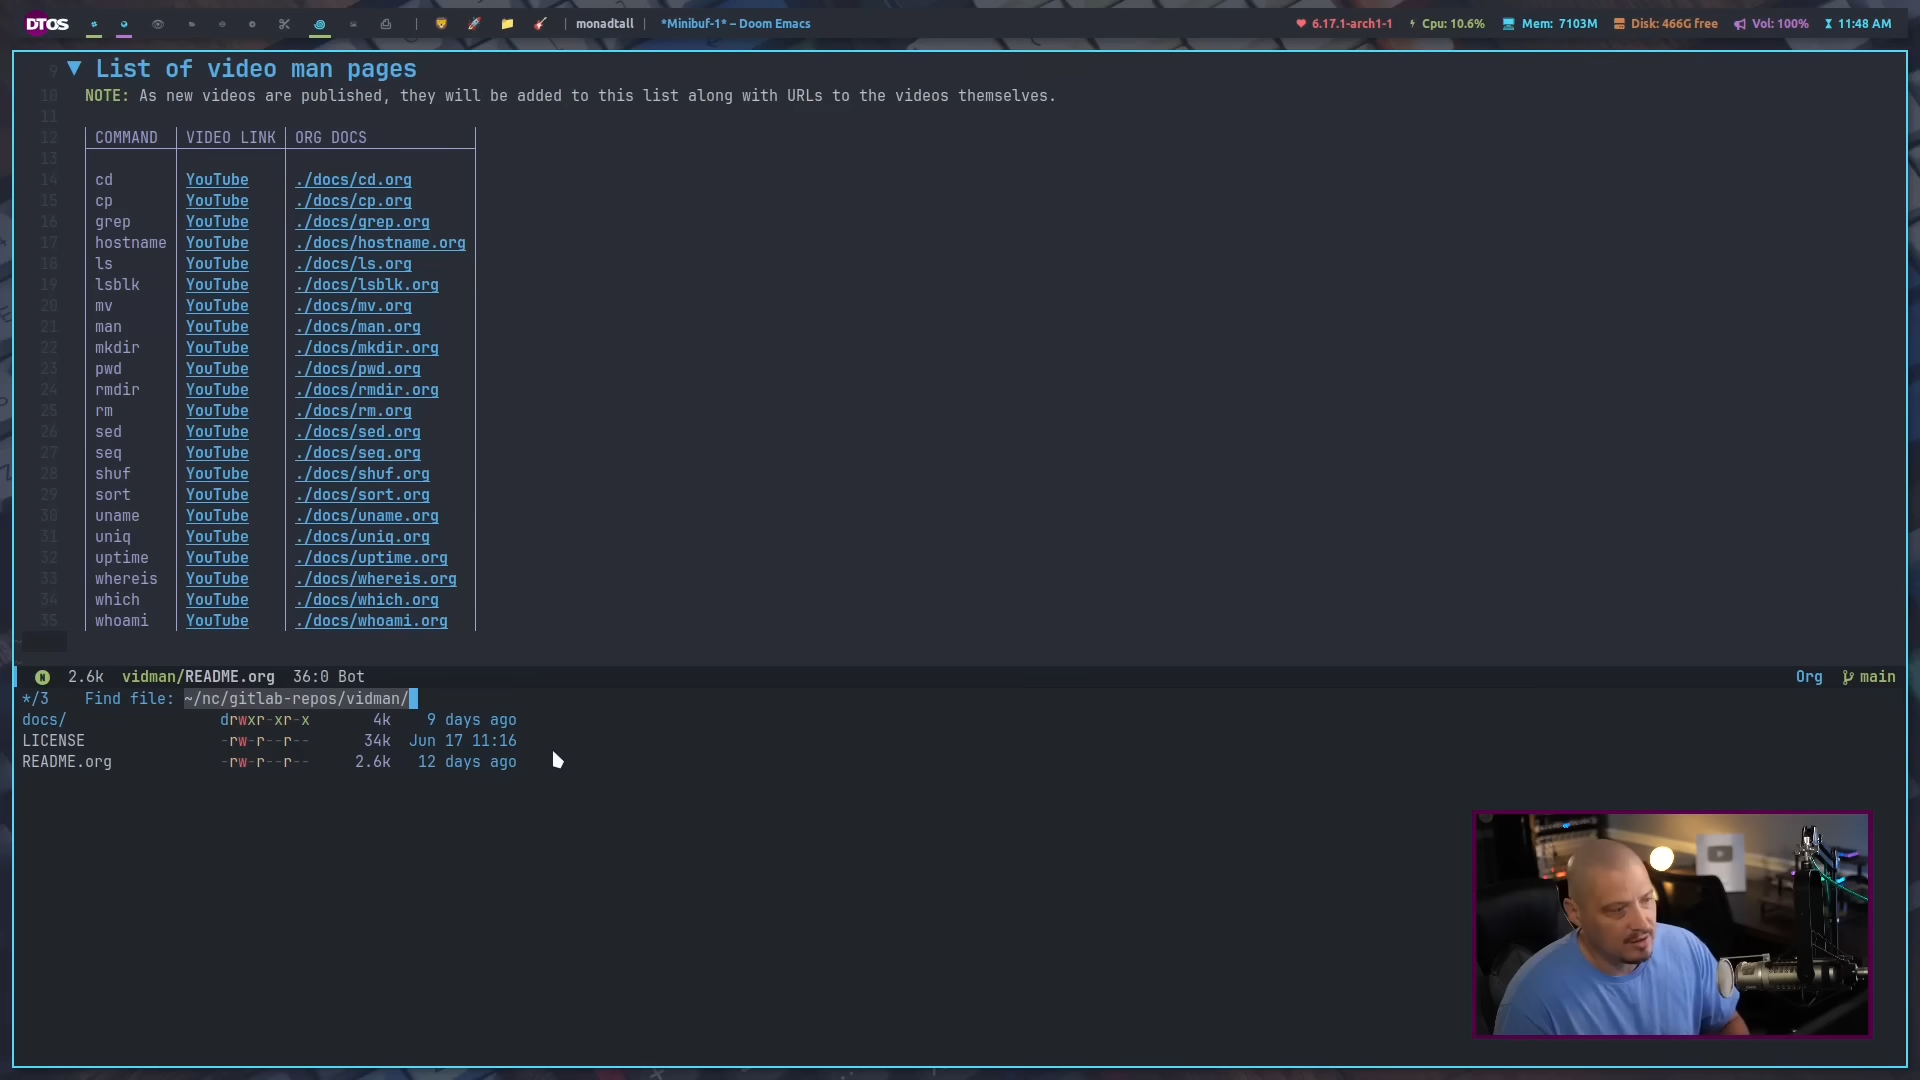 DTOS | monadtall | *Minibuf-1* – Doom Emacs 6.17.1-arch1-1 Cpu: 10.6% Mem: 7103M Disk: 466G free Vol: 100% 11:48 AM
9 ▼ List of video man pages
10 NOTE: As new videos are published, they will be added to this list along with URLs to the videos themselves.
11
12 COMMAND VIDEO LINK ORG DOCS
13
14 cd YouTube ./docs/cd.org
15 cp YouTube ./docs/cp.org
16 grep YouTube ./docs/grep.org
17 hostname YouTube ./docs/hostname.org
18 ls YouTube ./docs/ls.org
19 lsblk YouTube ./docs/lsblk.org
20 mv YouTube ./docs/mv.org
21 man YouTube ./docs/man.org
22 mkdir YouTube ./docs/mkdir.org
23 pwd YouTube ./docs/pwd.org
24 rmdir YouTube ./docs/rmdir.org
25 rm YouTube ./docs/rm.org
26 sed YouTube ./docs/sed.org
27 seq YouTube ./docs/seq.org
28 shuf YouTube ./docs/shuf.org
29 sort YouTube ./docs/sort.org
30 uname YouTube ./docs/uname.org
31 uniq YouTube ./docs/uniq.org
32 uptime YouTube ./docs/uptime.org
33 whereis YouTube ./docs/whereis.org
34 which YouTube ./docs/which.org
35 whoami YouTube ./docs/whoami.org
N 2.6k vidman/README.org 36:0 Bot Org main
*/3 Find file: ~/nc/gitlab-repos/vidman/
docs/ drwxr-xr-x 4k 9 days ago
LICENSE -rw-r--r-- 34k Jun 17 11:16
README.org -rw-r--r-- 2.6k 12 days ago